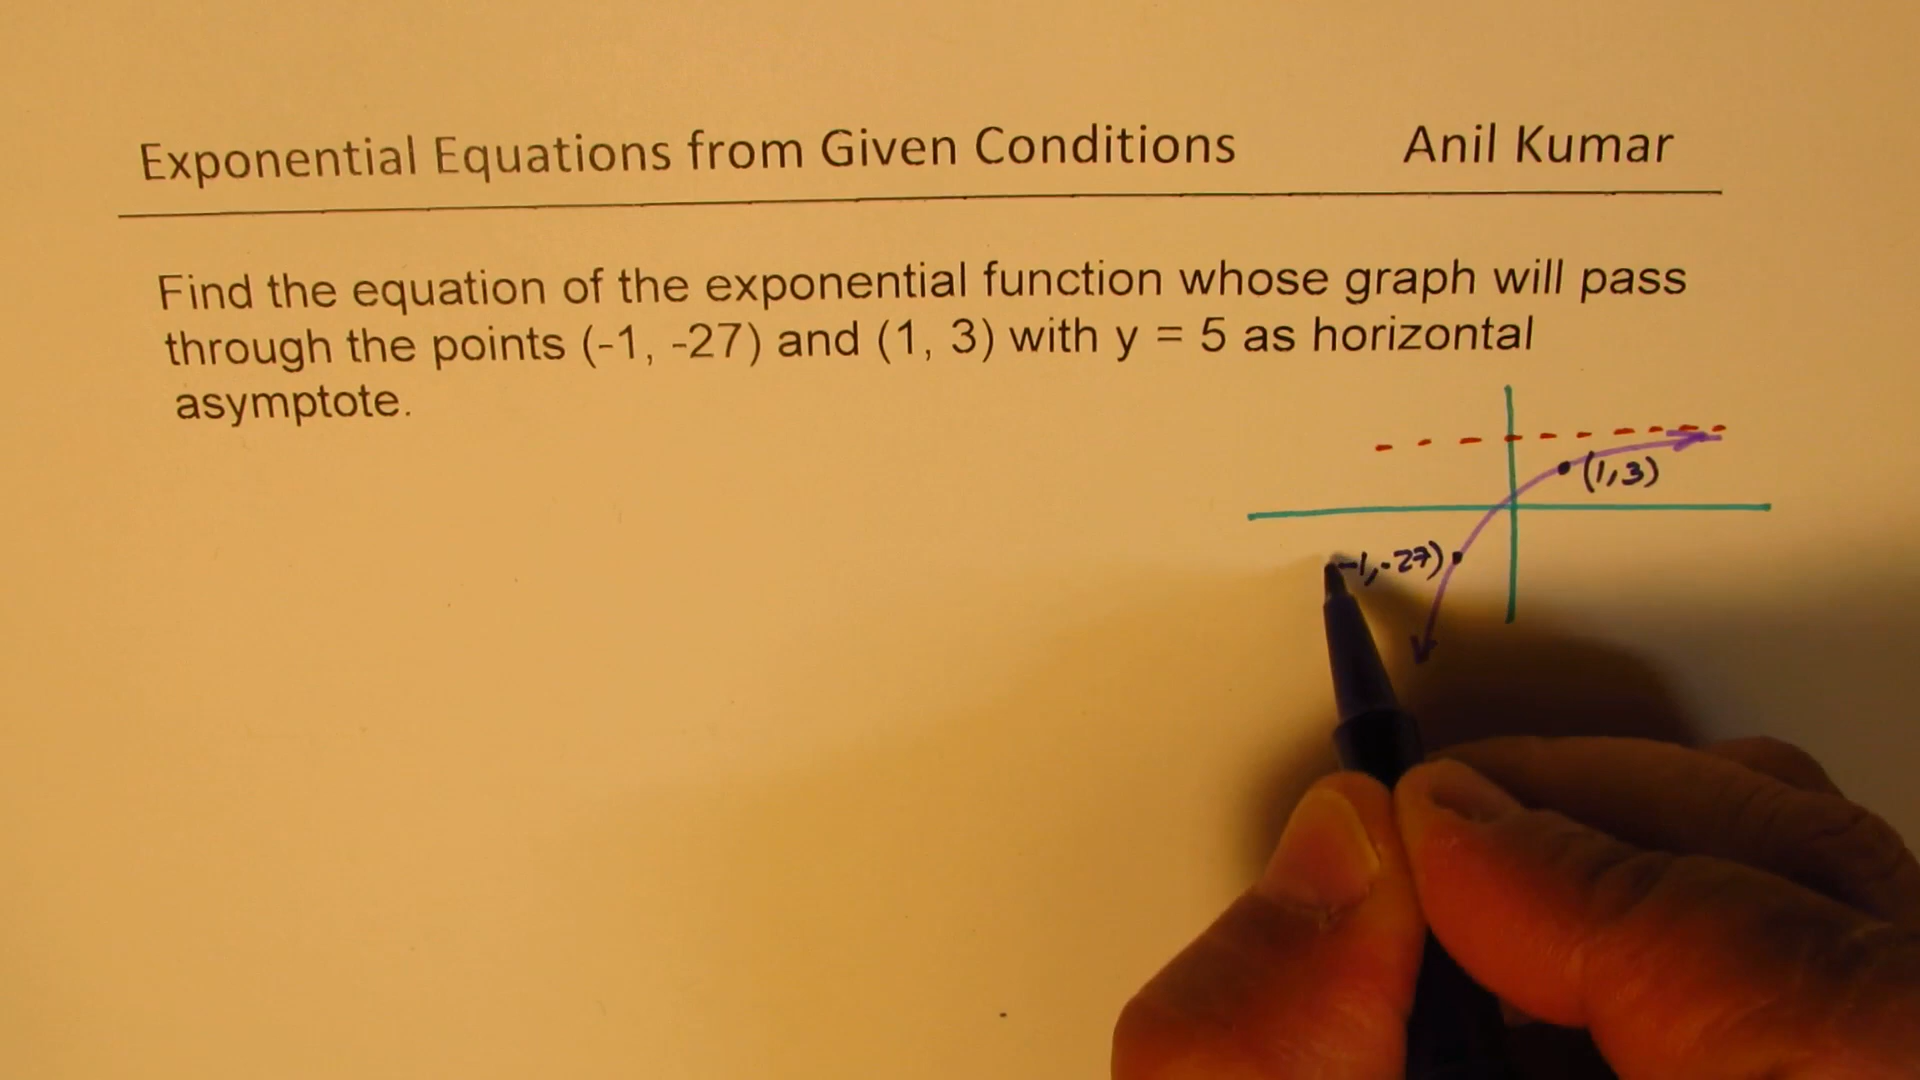 Exponential Equations from Given Conditions Anil Kumar
Find the equation of the exponential function whose graph will pass
through the points (-1, -27) and (1, 3) with y = 5 as horizontal
asymptote.
(1,3)
-1,-27)